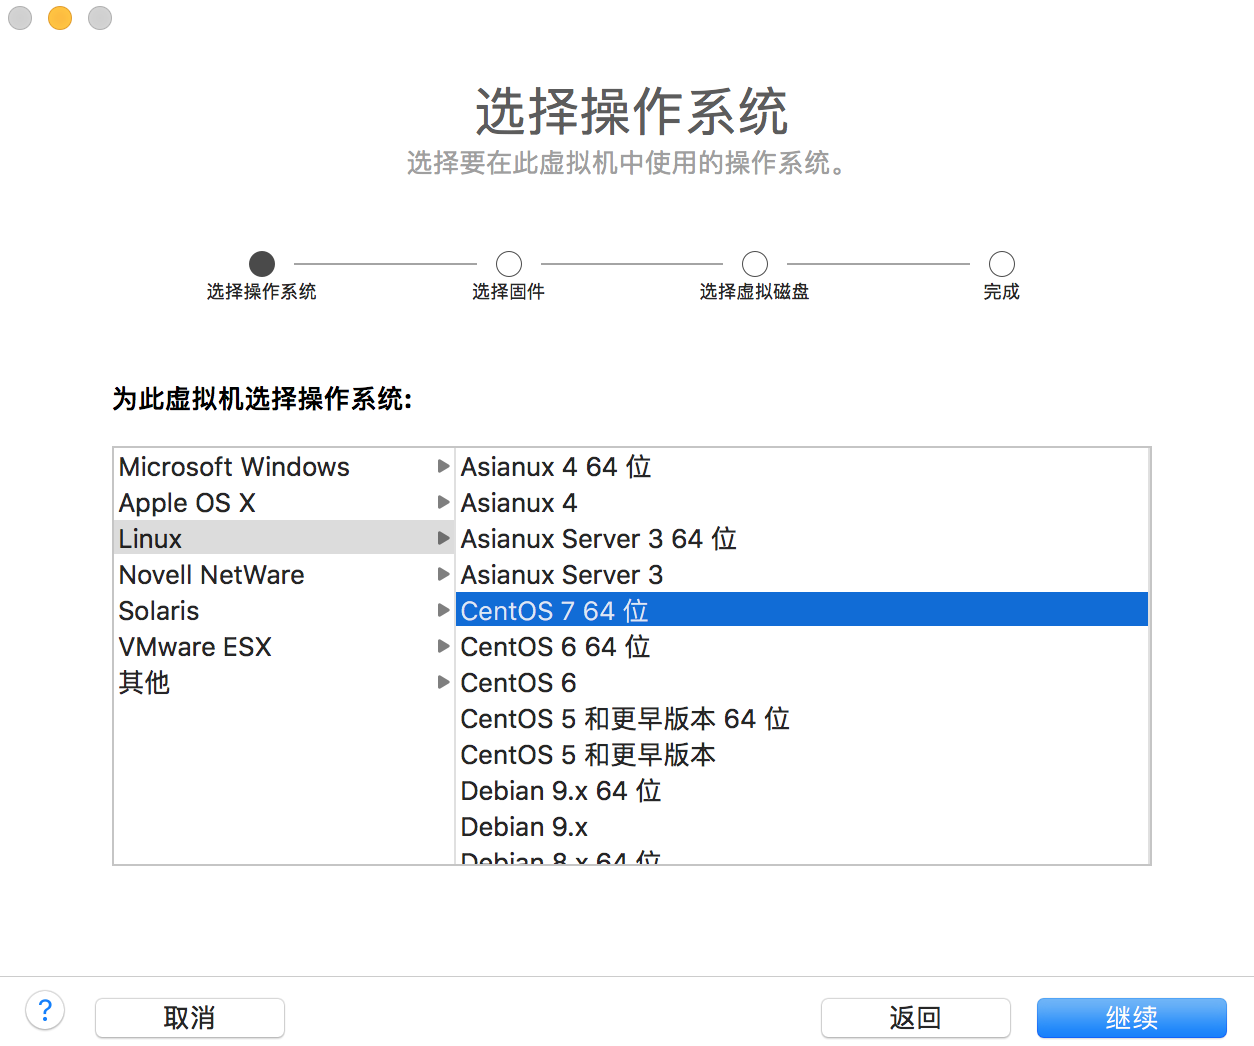 选择操作系统
选择要在此虚拟机中使用的操作系统。
选择操作系统
选择固件
选择虚拟磁盘
完成
为此虚拟机选择操作系统:
Microsoft Windows
Apple OS X
Linux
Novell NetWare
Solaris
VMware ESX
其他
Asianux 4 64 位
Asianux 4
Asianux Server 3 64 位
Asianux Server 3
CentOS 7 64 位
CentOS 6 64 位
CentOS 6
CentOS 5 和更早版本 64 位
CentOS 5 和更早版本
Debian 9.x 64 位
Debian 9.x
Debian 8.x 64 位
?
取消
返回
继续